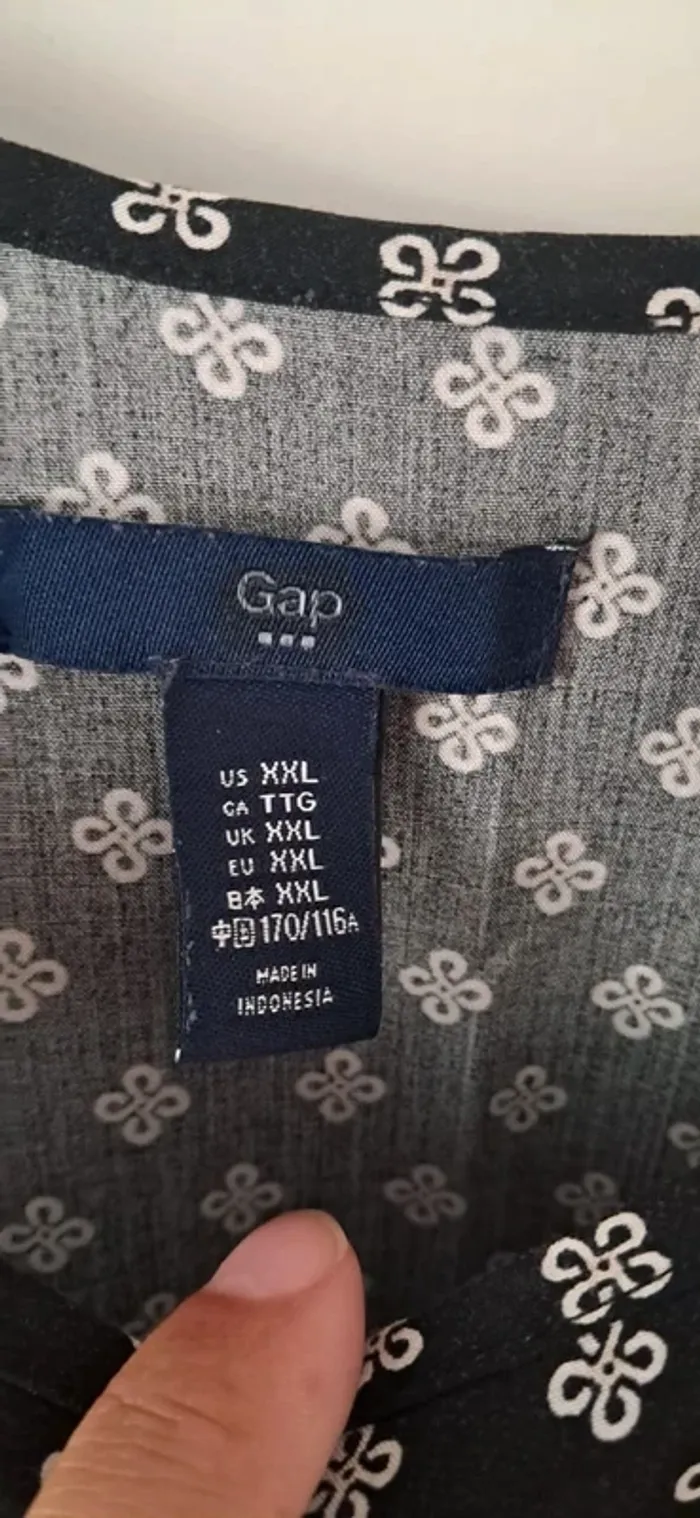 Gap
US XXL
CA TTG
UK XXL
EU XXL
日本 XXL
中国 170/116A
MADE IN
INDONESIA